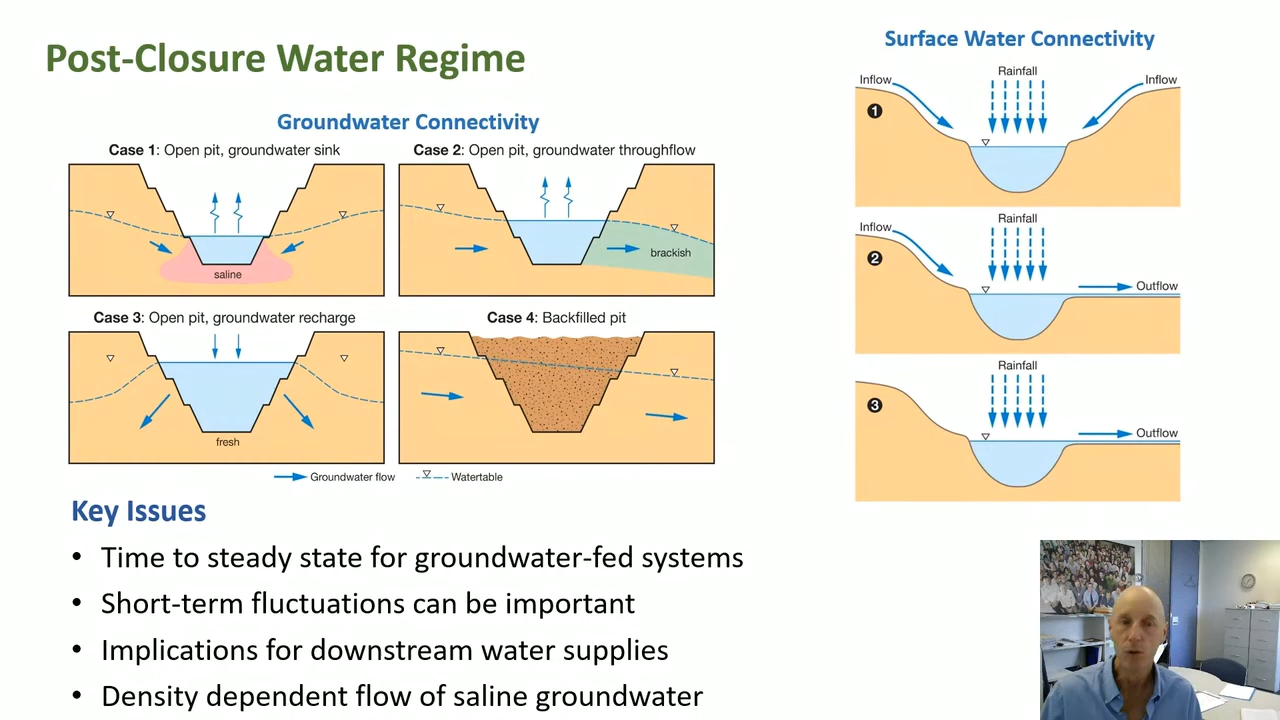 Post-Closure Water Regime
Groundwater Connectivity
Case 1: Open pit, groundwater sink
saline
Case 2: Open pit, groundwater throughflow
brackish
Case 3: Open pit, groundwater recharge
fresh
Case 4: Backfilled pit
Groundwater flow
Watertable
Key Issues
• Time to steady state for groundwater-fed systems
• Short-term fluctuations can be important
• Implications for downstream water supplies
• Density dependent flow of saline groundwater
Surface Water Connectivity
Rainfall
Inflow
Inflow
1
Rainfall
Inflow
2
Outflow
Rainfall
3
Outflow